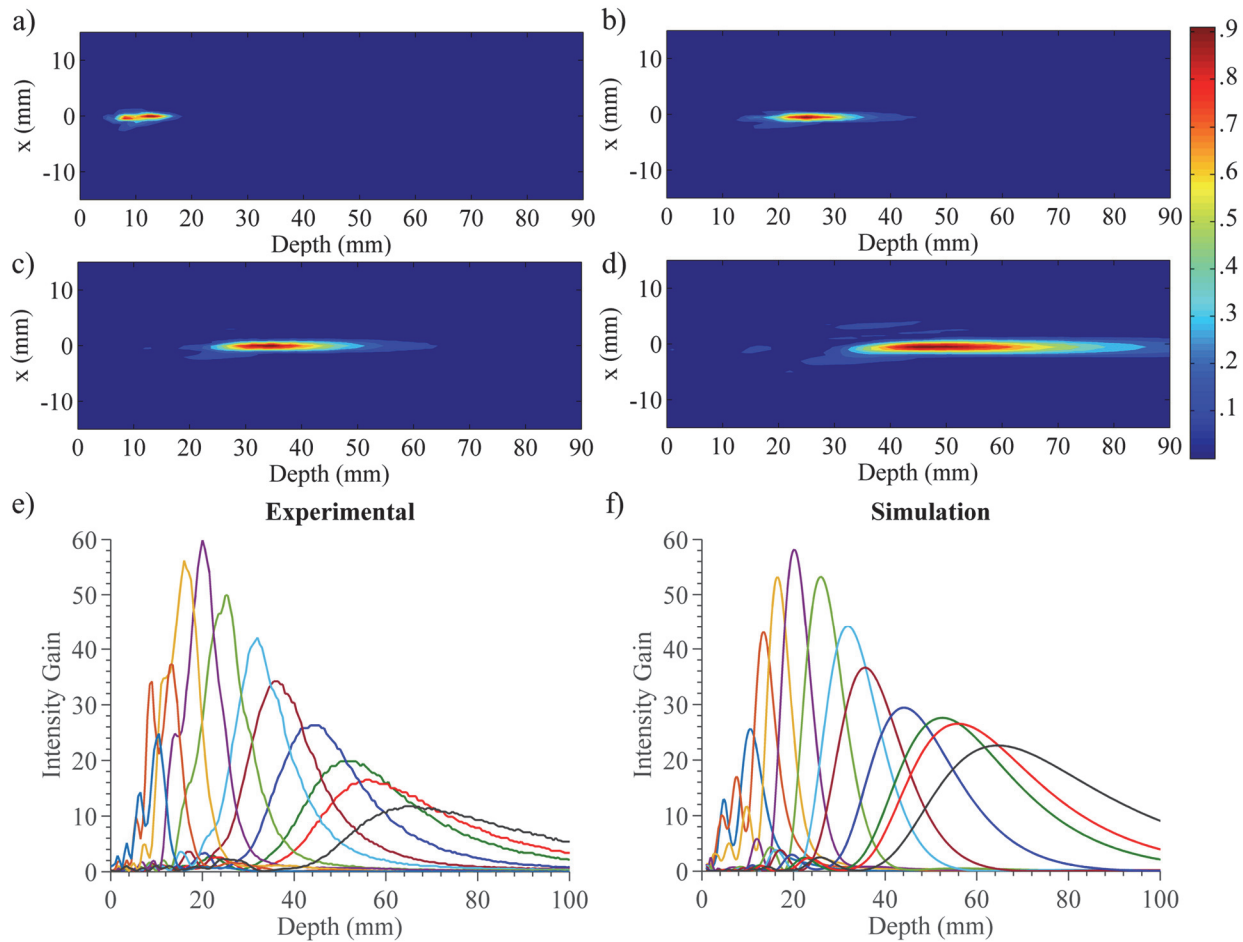 a)
10
0
-10
x (mm)
0 10 20 30 40 50 60 70 80 90
Depth (mm)
b)
10
0
-10
x (mm)
0 10 20 30 40 50 60 70 80 90
Depth (mm)
.9
.8
.7
.6
.5
.4
.3
.2
.1
c)
10
0
-10
x (mm)
0 10 20 30 40 50 60 70 80 90
Depth (mm)
d)
10
0
-10
x (mm)
0 10 20 30 40 50 60 70 80 90
Depth (mm)
e)
Experimental
60
50
40
30
20
10
0
Intensity Gain
0 20 40 60 80 100
Depth (mm)
f)
Simulation
60
50
40
30
20
10
0
Intensity Gain
0 20 40 60 80 100
Depth (mm)